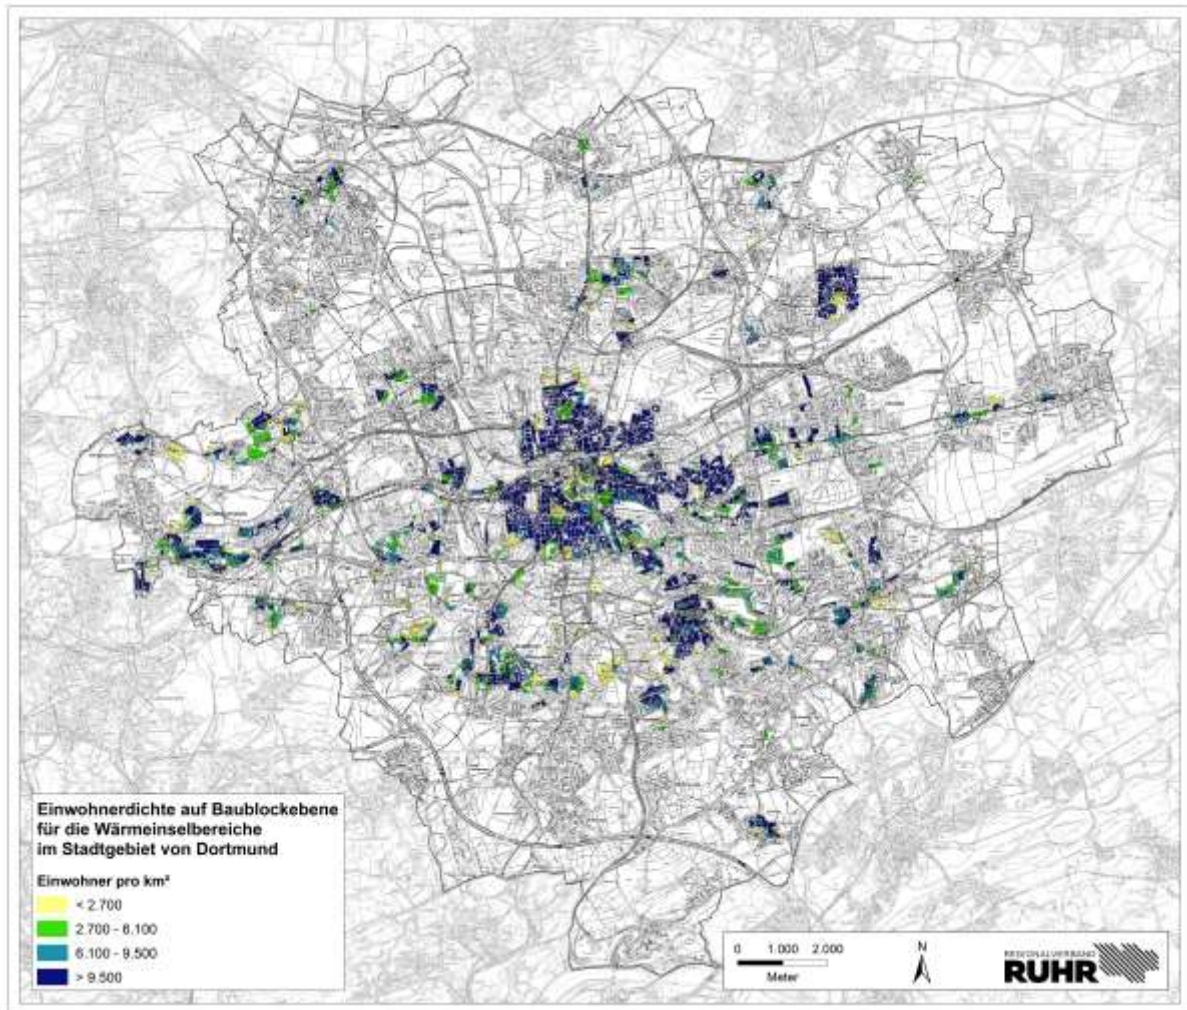 Einwohnerdichte auf Baublockebene
für die Wärmeinselbereiche
im Stadtgebiet von Dortmund
Einwohner pro km²
< 2.700
2.700 - 6.100
6.100 - 9.500
> 9.500
0 1.000 2.000
Meter
N
REGIONALVERBAND
RUHR